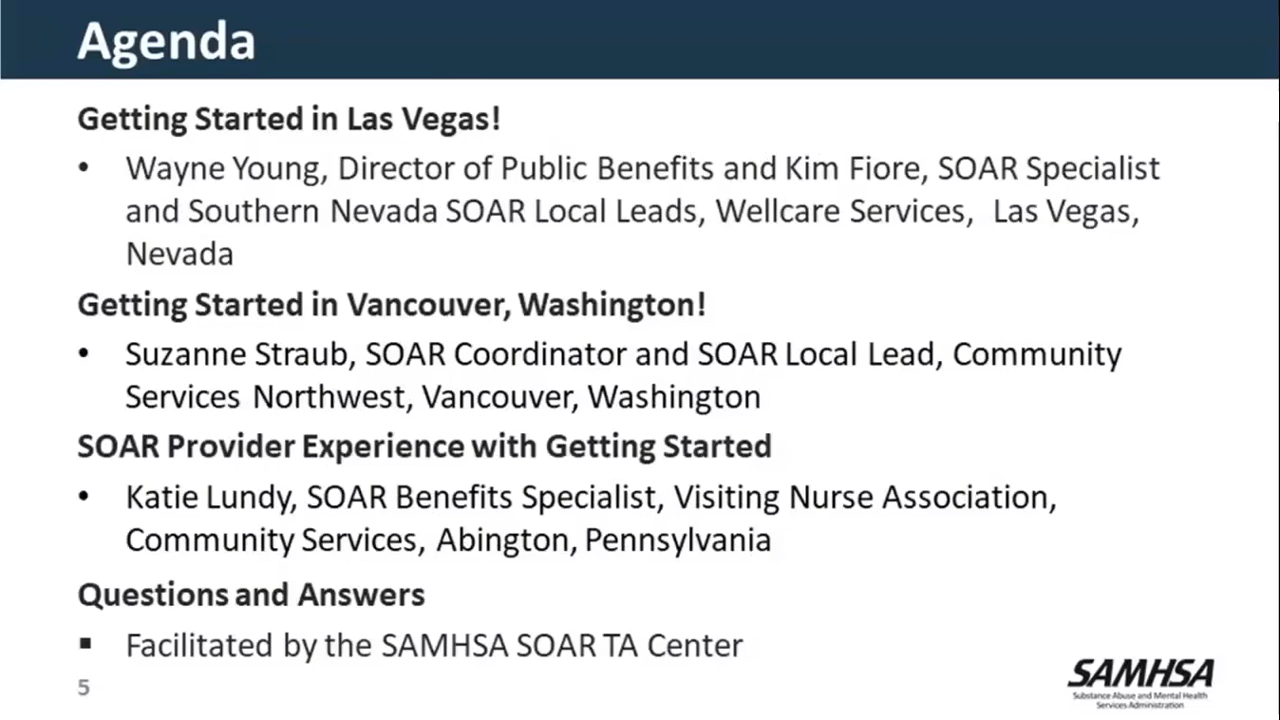 Agenda
Getting Started in Las Vegas!
• Wayne Young, Director of Public Benefits and Kim Fiore, SOAR Specialist
and Southern Nevada SOAR Local Leads, Wellcare Services, Las Vegas,
Nevada
Getting Started in Vancouver, Washington!
• Suzanne Straub, SOAR Coordinator and SOAR Local Lead, Community
Services Northwest, Vancouver, Washington
SOAR Provider Experience with Getting Started
• Katie Lundy, SOAR Benefits Specialist, Visiting Nurse Association,
Community Services, Abington, Pennsylvania
Questions and Answers
▪ Facilitated by the SAMHSA SOAR TA Center
5
SAMHSA
Substance Abuse and Mental Health
Services Administration